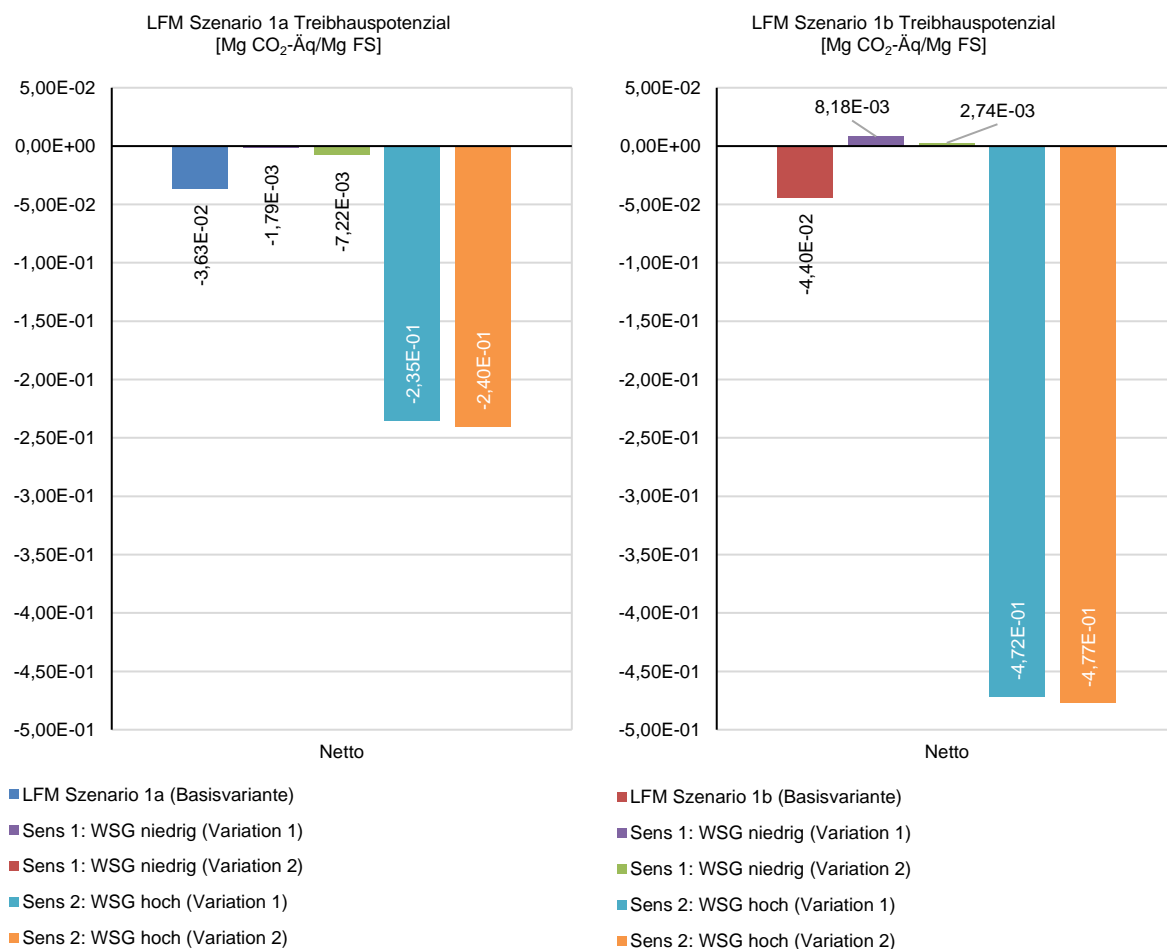 LFM Szenario 1a Treibhauspotenzial
[Mg CO₂-Äq/Mg FS]
5,00E-02
0,00E+00
-5,00E-02
-1,00E-01
-1,50E-01
-2,00E-01
-2,50E-01
-3,00E-01
-3,50E-01
-4,00E-01
-4,50E-01
-5,00E-01
-3,63E-02
-1,79E-03
-7,22E-03
-2,35E-01
-2,40E-01
Netto
LFM Szenario 1a (Basisvariante)
Sens 1: WSG niedrig (Variation 1)
Sens 1: WSG niedrig (Variation 2)
Sens 2: WSG hoch (Variation 1)
Sens 2: WSG hoch (Variation 2)
LFM Szenario 1b Treibhauspotenzial
[Mg CO₂-Äq/Mg FS]
5,00E-02
0,00E+00
-5,00E-02
-1,00E-01
-1,50E-01
-2,00E-01
-2,50E-01
-3,00E-01
-3,50E-01
-4,00E-01
-4,50E-01
-5,00E-01
-4,40E-02
8,18E-03
2,74E-03
-4,72E-01
-4,77E-01
Netto
LFM Szenario 1b (Basisvariante)
Sens 1: WSG niedrig (Variation 1)
Sens 1: WSG niedrig (Variation 2)
Sens 2: WSG hoch (Variation 1)
Sens 2: WSG hoch (Variation 2)